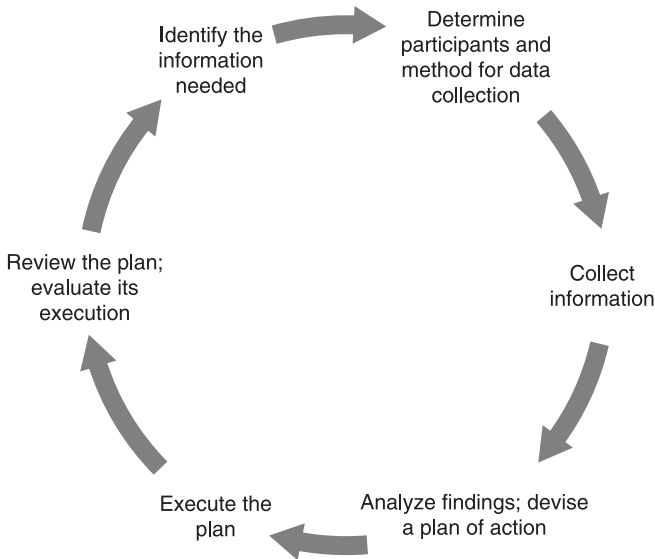 Identify the
information
needed
Determine
participants and
method for data
collection
Collect
information
Analyze findings; devise
a plan of action
Execute the
plan
Review the plan;
evaluate its
execution